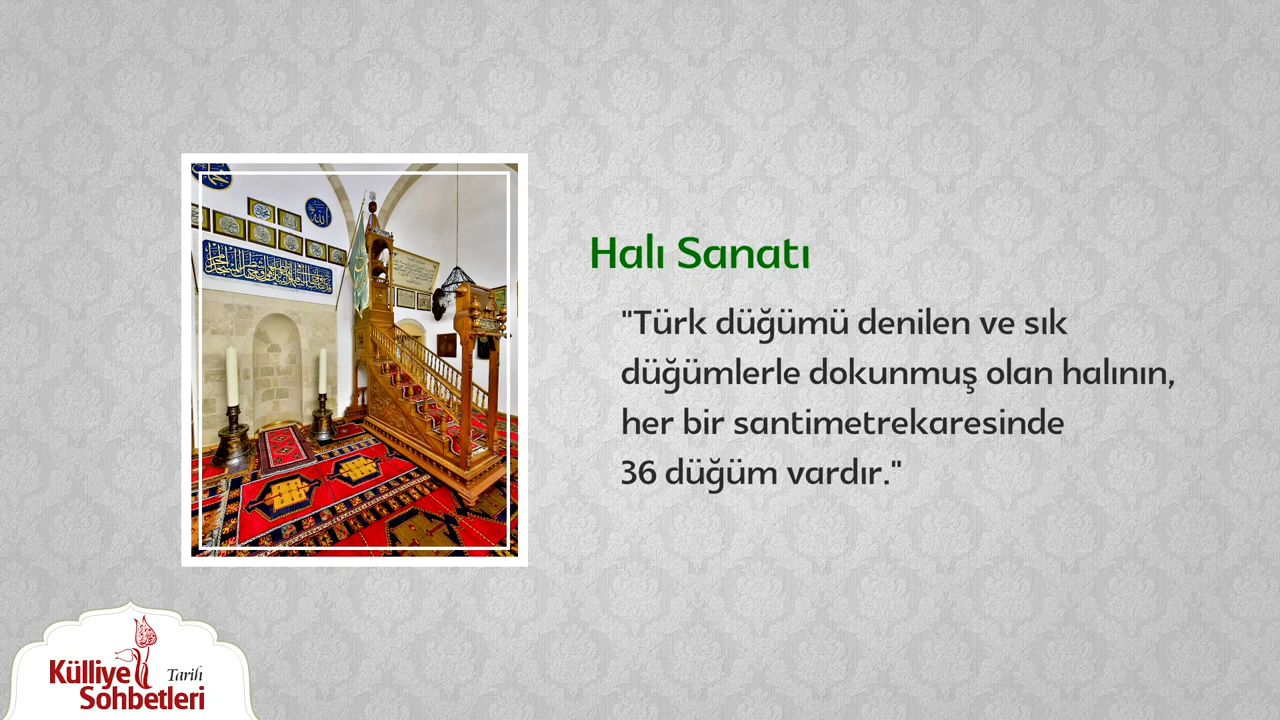 Halı Sanatı
"Türk düğümü denilen ve sık
düğümlerle dokunmuş olan halının,
her bir santimetrekaresinde
36 düğüm vardır."
Külliye
Tarih
Sohbetleri
الله